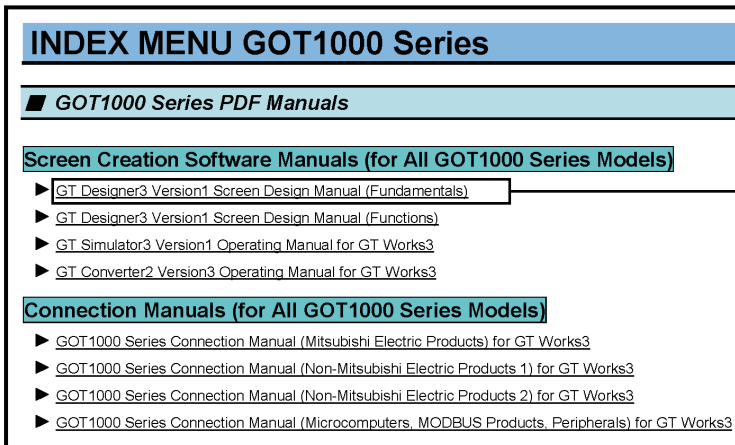 INDEX MENU GOT1000 Series
GOT1000 Series PDF Manuals
Screen Creation Software Manuals (for All GOT1000 Series Models)
GT Designer3 Version1 Screen Design Manual (Fundamentals)
GT Designer3 Version1 Screen Design Manual (Functions)
GT Simulator3 Version1 Operating Manual for GT Works3
GT Converter2 Version3 Operating Manual for GT Works3
Connection Manuals (for All GOT1000 Series Models)
GOT1000 Series Connection Manual (Mitsubishi Electric Products) for GT Works3
GOT1000 Series Connection Manual (Non-Mitsubishi Electric Products 1) for GT Works3
GOT1000 Series Connection Manual (Non-Mitsubishi Electric Products 2) for GT Works3
GOT1000 Series Connection Manual (Microcomputers, MODBUS Products, Peripherals) for GT Works3